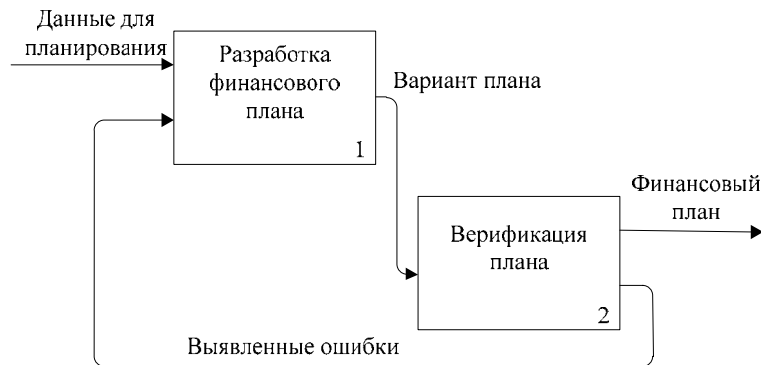 Данные для
планирования
Разработка
финансового
плана
1
Вариант плана
Финансовый
план
Верификация
плана
2
Выявленные ошибки